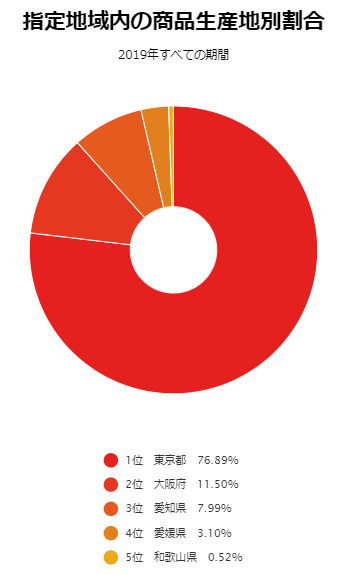 指定地域内の商品生産地別割合
2019年すべての期間
1位 東京都 76.89%
2位 大阪府 11.50%
3位 愛知県 7.99%
4位 愛媛県 3.10%
5位 和歌山県 0.52%